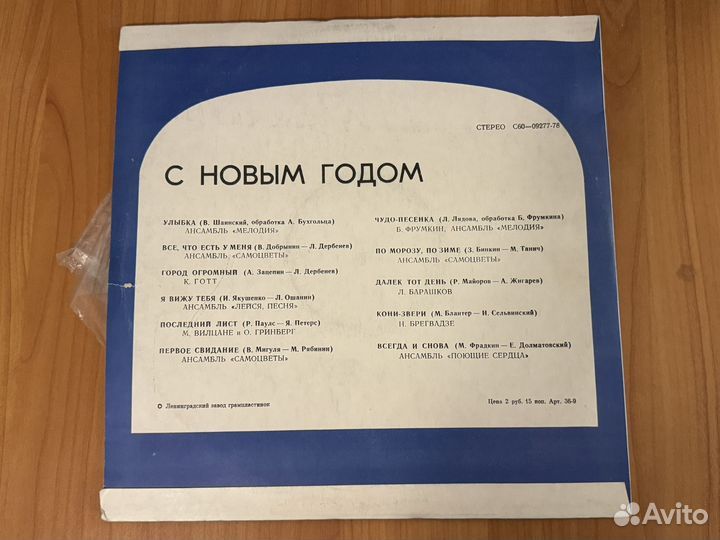 СТЕРЕО С60—09277-78
С НОВЫМ ГОДОМ
УЛЫБКА (В. Шаинский, обработка А. Бухгольца)
АНСАМБЛЬ «МЕЛОДИЯ»
ВСЕ, ЧТО ЕСТЬ У МЕНЯ (В. Добрынин — Л. Дербенев)
АНСАМБЛЬ «САМОЦВЕТЫ»
ГОРОД ОГРОМНЫЙ (А. Зацепин — Л. Дербенев)
К. ГОТТ
Я ВИЖУ ТЕБЯ (И. Якушенко — Л. Ошанин)
АНСАМБЛЬ «ЛЕЙСЯ, ПЕСНЯ»
ПОСЛЕДНИЙ ЛИСТ (Р. Паулс — Я. Петерс)
М. ВИЛЦАНЕ и О. ГРИНБЕРГ
ПЕРВОЕ СВИДАНИЕ (В. Мигуля — М. Рябинин)
АНСАМБЛЬ «САМОЦВЕТЫ»
ЧУДО-ПЕСЕНКА (Л. Лядова, обработка Б. Фрумкина)
Б. ФРУМКИН, АНСАМБЛЬ «МЕЛОДИЯ»
ПО МОРОЗУ, ПО ЗИМЕ (З. Бинкин — М. Танич)
АНСАМБЛЬ «САМОЦВЕТЫ»
ДАЛЕК ТОТ ДЕНЬ (Р. Майоров — А. Жигарев)
Л. БАРАШКОВ
КОНИ-ЗВЕРИ (М. Блантер — И. Сельвинский)
Н. БРЕГВАДЗЕ
ВСЕГДА И СНОВА (М. Фрадкин — Е. Долматовский)
АНСАМБЛЬ «ПОЮЩИЕ СЕРДЦА»
Ленинградский завод грампластинок
Цена 2 руб. 15 коп. Арт. 36-9
Avito